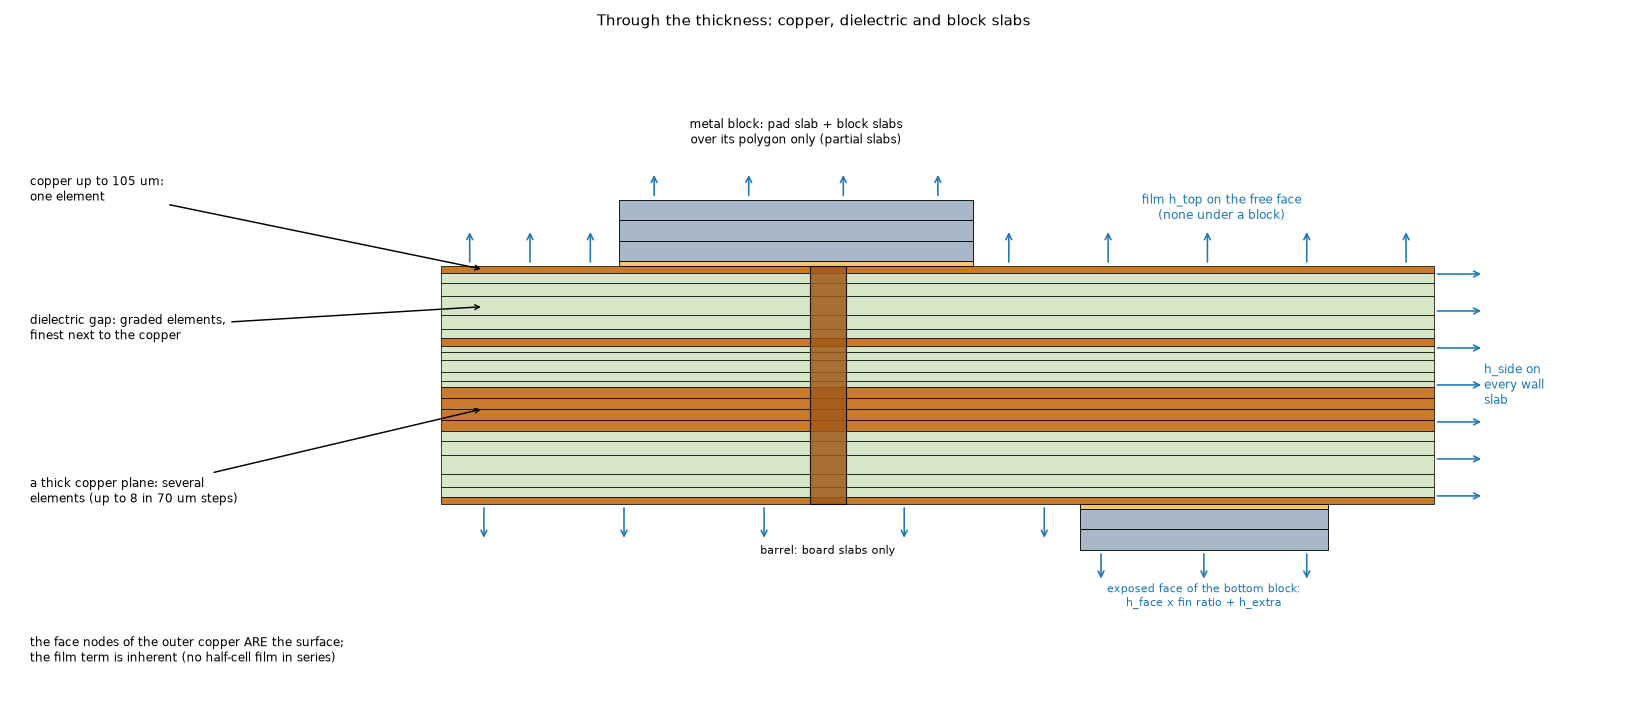 Through the thickness: copper, dielectric and block slabs
metal block: pad slab + block slabs
over its polygon only (partial slabs)
copper up to 105 um:
one element
film h_top on the free face
(none under a block)
dielectric gap: graded elements,
finest next to the copper
h_side on
every wall
slab
a thick copper plane: several
elements (up to 8 in 70 um steps)
barrel: board slabs only
exposed face of the bottom block:
h_face x fin ratio + h_extra
the face nodes of the outer copper ARE the surface;
the film term is inherent (no half-cell film in series)